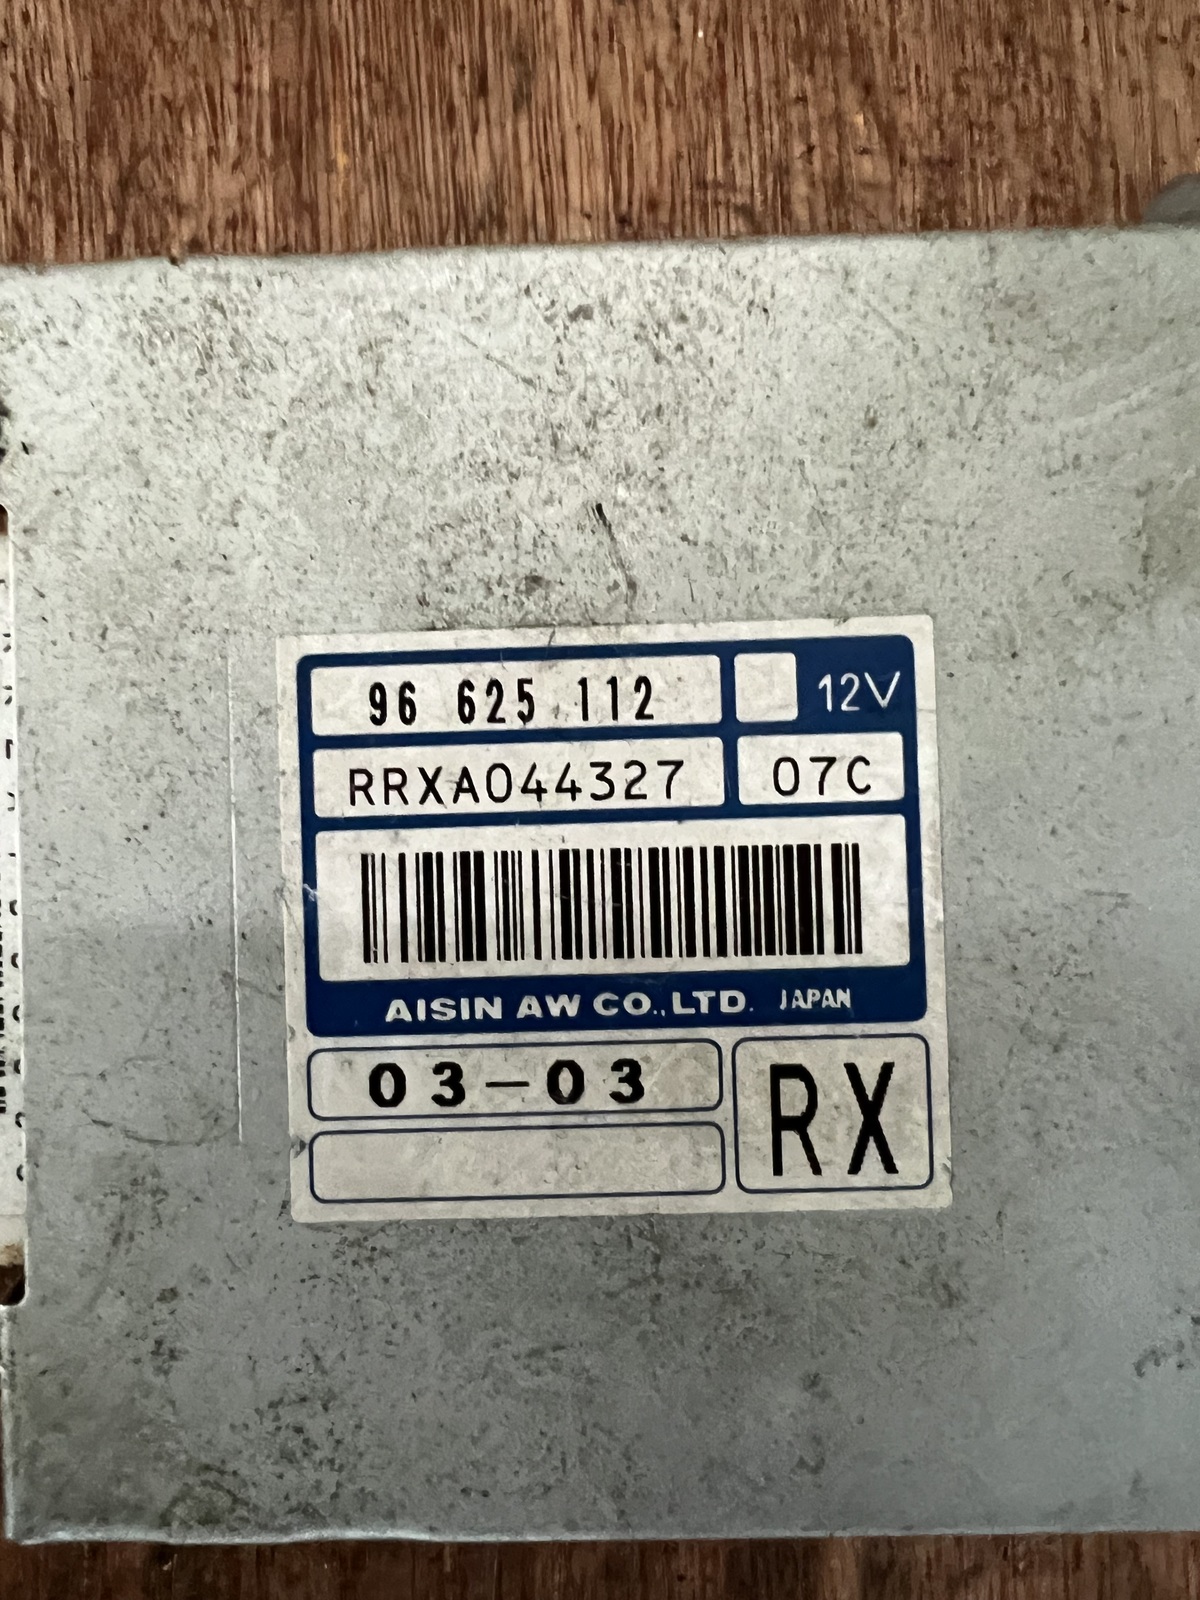 96 625 112
12V
RRXA044327
07C
AISIN AW CO.,LTD. JAPAN
03-03
RX